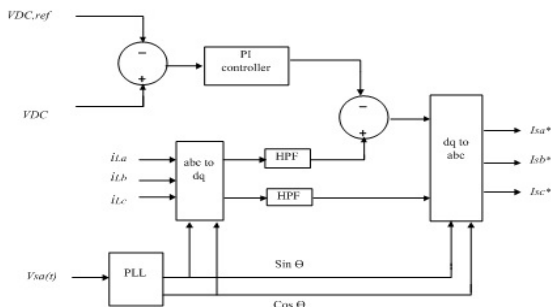 VDC.ref
−
+
PI
controller
VDC
−
+
iLa
iLb
iLc
abc to
dq
HPF
HPF
dq to
abc
Isa*
Isb*
Isc*
Vsa(t)
PLL
Sin Θ
Cos Θ